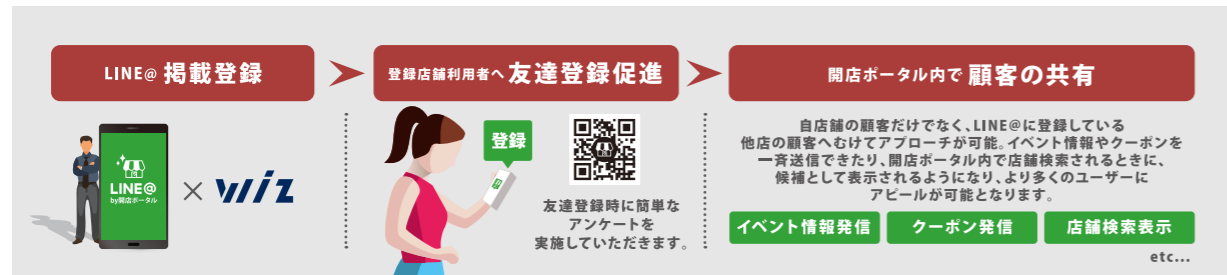 LINE@ 掲載登録
登録店舗利用者へ 友達登録促進
開店ポータル内で 顧客の共有
LINE@
by開店ポータル
×
wiz
登録
友達登録時に簡単な
アンケートを
実施していただきます。
自店舗の顧客だけでなく、LINE@に登録している
他店の顧客へむけてアプローチが可能。イベント情報やクーポンを
一斉送信できたり、開店ポータル内で店舗検索されるときに、
候補として表示されるようになり、より多くのユーザーに
アピールが可能となります。
イベント情報発信
クーポン発信
店舗検索表示
etc...